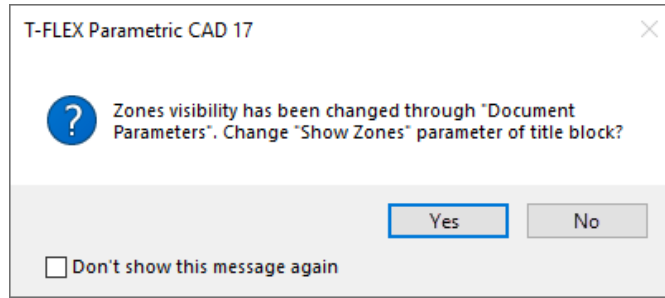 T-FLEX Parametric CAD 17
Zones visibility has been changed through "Document
Parameters". Change "Show Zones" parameter of title block?
Yes
No
Don't show this message again